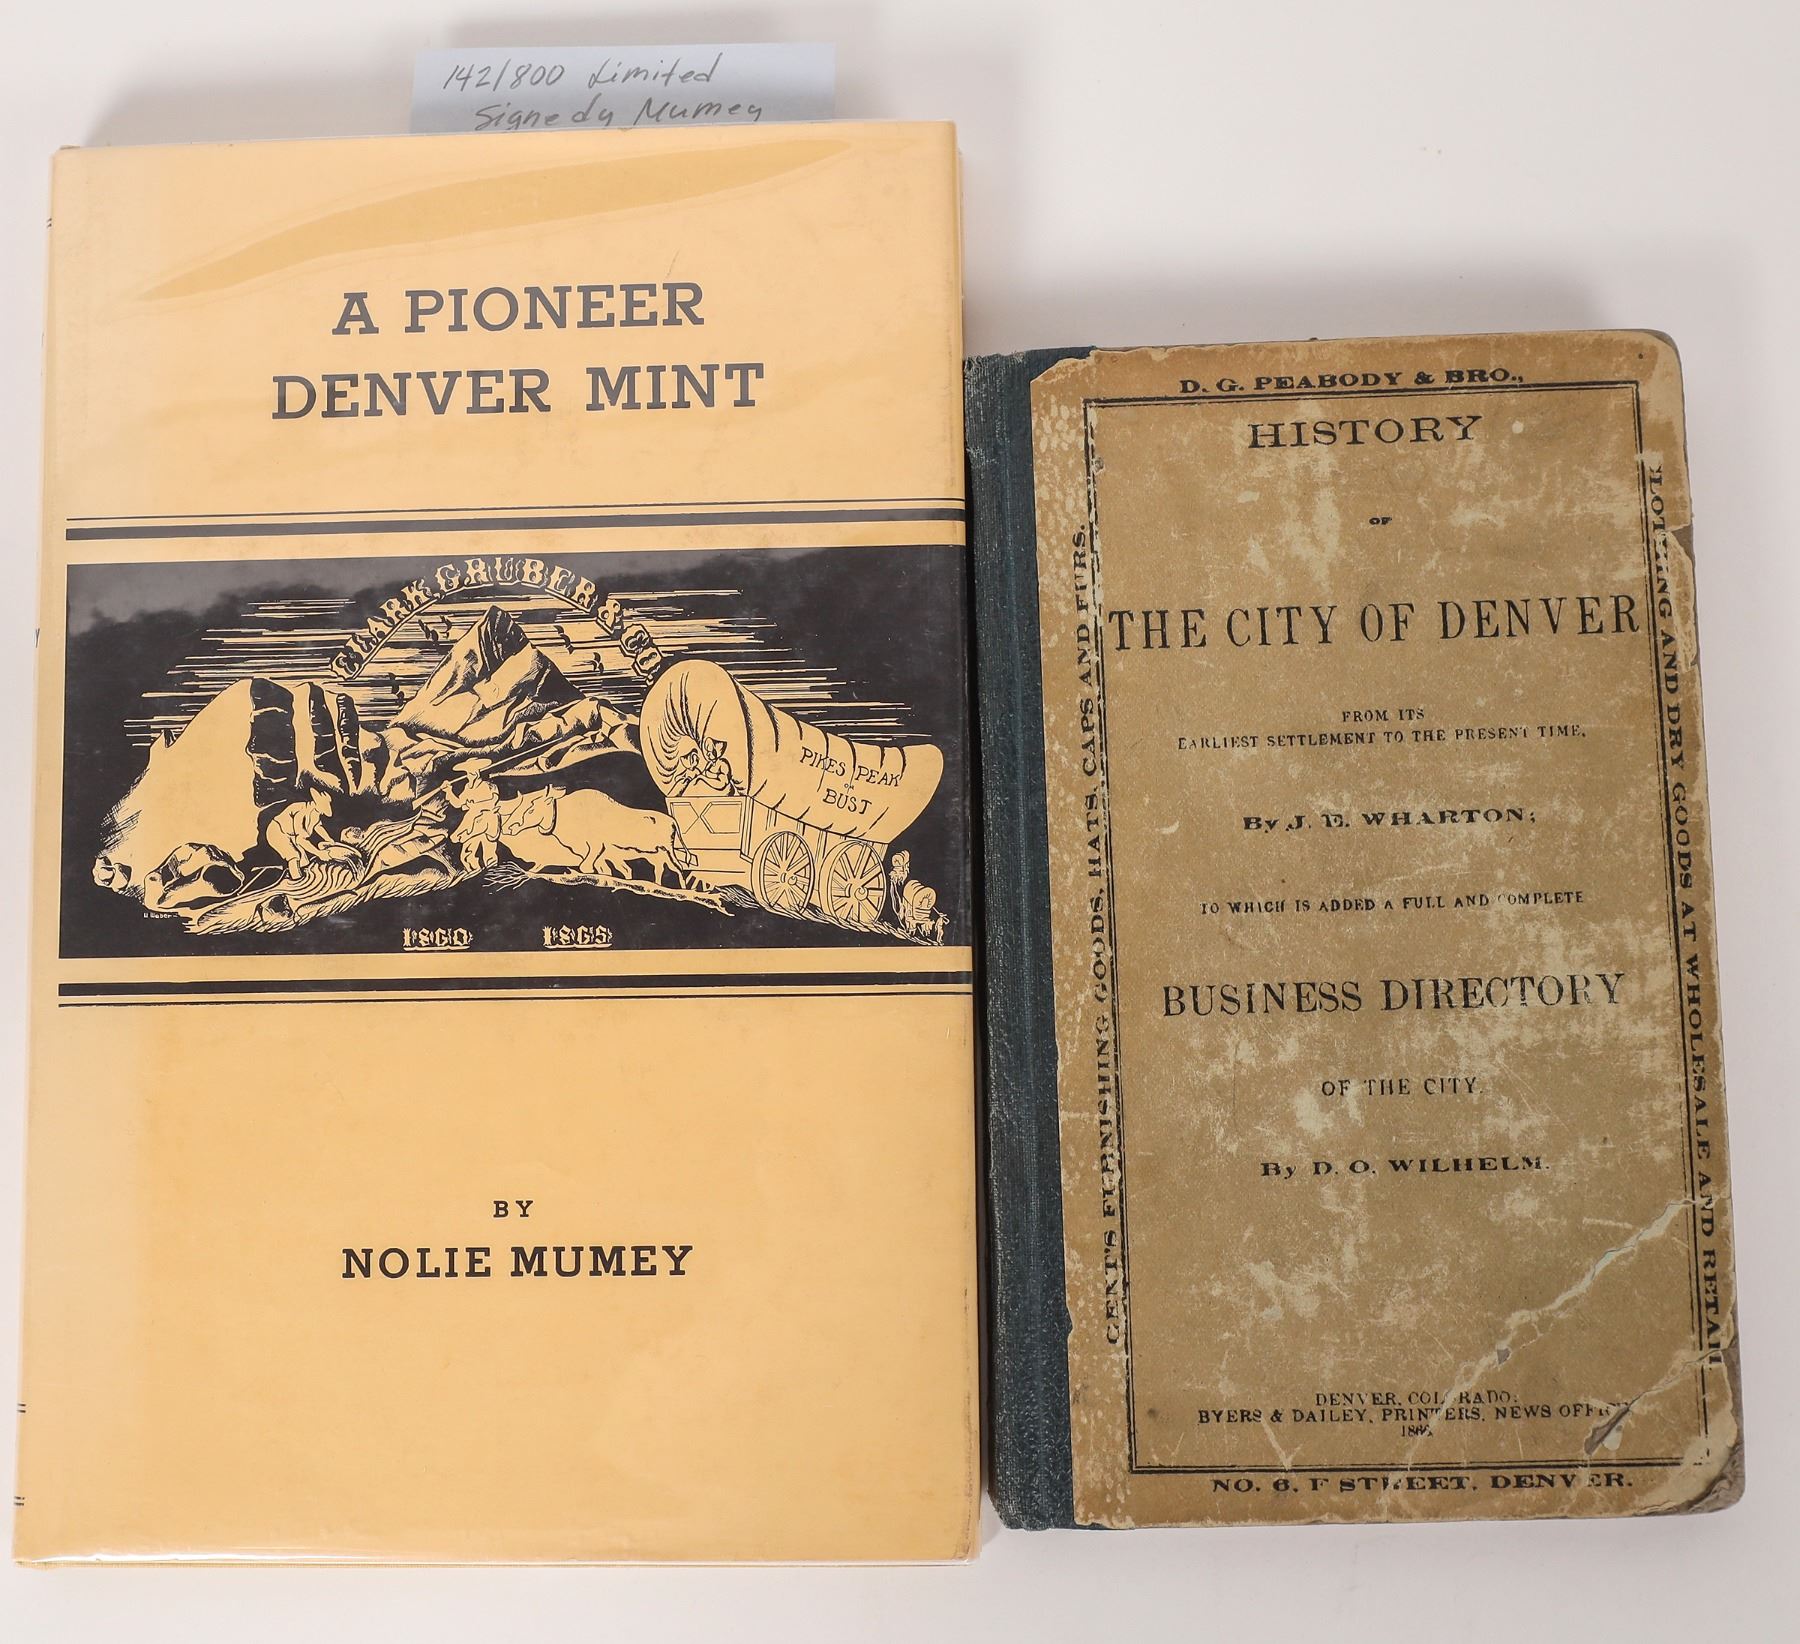 142/800 Limited
Signedy Mumey
A PIONEER
DENVER MINT
CLARK, GRUBER & CO
PIKES PEAK
OR
BUST
1860 1865
BY
NOLIE MUMEY
D. G. PEABODY & BRO.,
HISTORY
OF
THE CITY OF DENVER
FROM ITS
EARLIEST SETTLEMENT TO THE PRESENT TIME,
By J. E. WHARTON;
TO WHICH IS ADDED A FULL AND COMPLETE
BUSINESS DIRECTORY
OF THE CITY.
By D. O. WILHELM.
DENVER, COLORADO:
BYERS & DAILEY, PRINTERS, NEWS OFFICE
1866
NO. 6, F STREET, DENVER.
GENT'S FURNISHING GOODS, HATS, CAPS AND FURS.
CLOTHING AND DRY GOODS AT WHOLESALE AND RETAIL